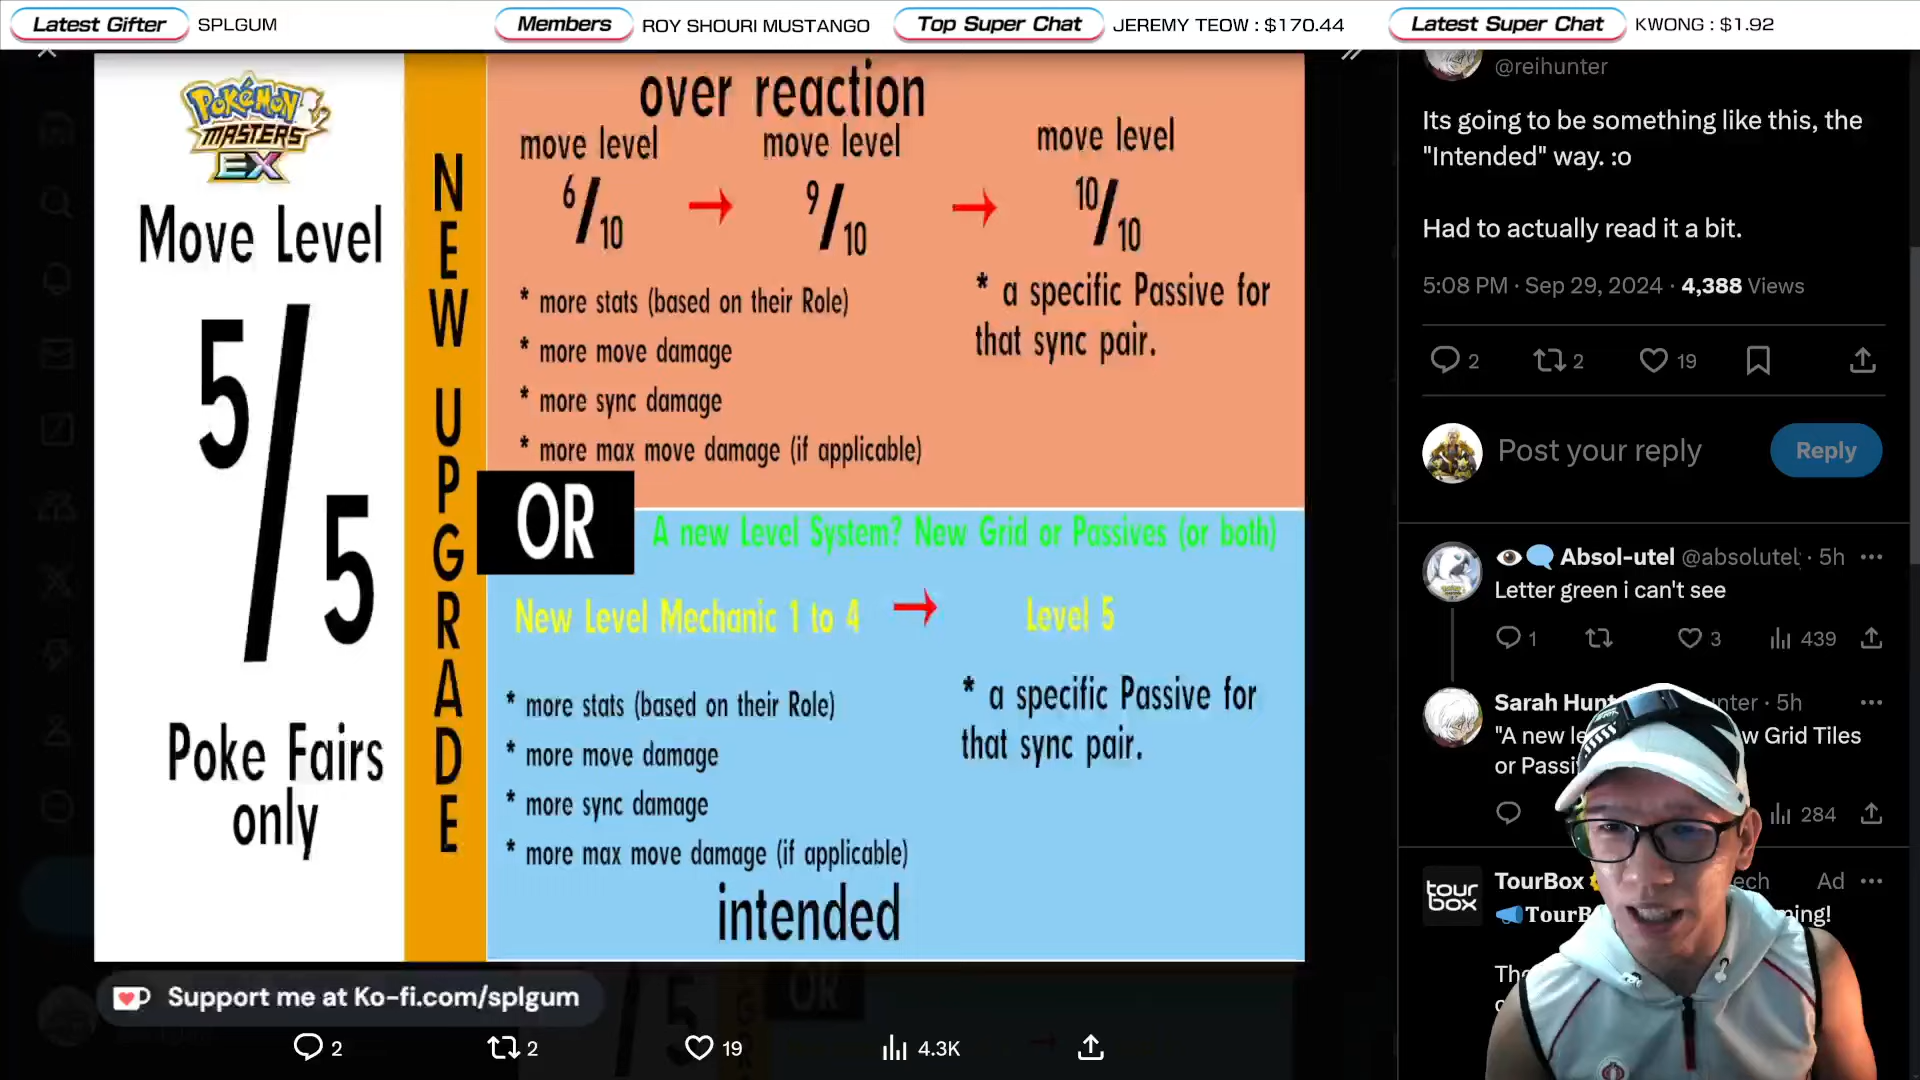 Latest Gifter SPLGUM Members ROY SHOURI MUSTANGO Top Super Chat JEREMY TEOW : $170.44 Latest Super Chat KWONG : $1.92
POKéMON
MASTERS
EX
Move Level
5/5
Poke Fairs
only
NEW UPGRADE
over reaction
move level move level move level
6/10 → 9/10 → 10/10
* more stats (based on their Role)
* more move damage
* more sync damage
* more max move damage (if applicable)
* a specific Passive for
that sync pair.
OR
A new Level System? New Grid or Passives (or both)
New Level Mechanic 1 to 4 → Level 5
* more stats (based on their Role)
* more move damage
* more sync damage
* more max move damage (if applicable)
* a specific Passive for
that sync pair.
intended
Support me at Ko-fi.com/splgum
2 2 19 4.3K
@reihunter
Its going to be something like this, the
"Intended" way. :o
Had to actually read it a bit.
5:08 PM · Sep 29, 2024 · 4,388 Views
2 2 19
Post your reply Reply
Absol-utel @absolutel · 5h
Letter green i can't see
1 3 439
Sarah · 5h
"A new Grid Tiles
or
284
tour
box
TourBox Ad